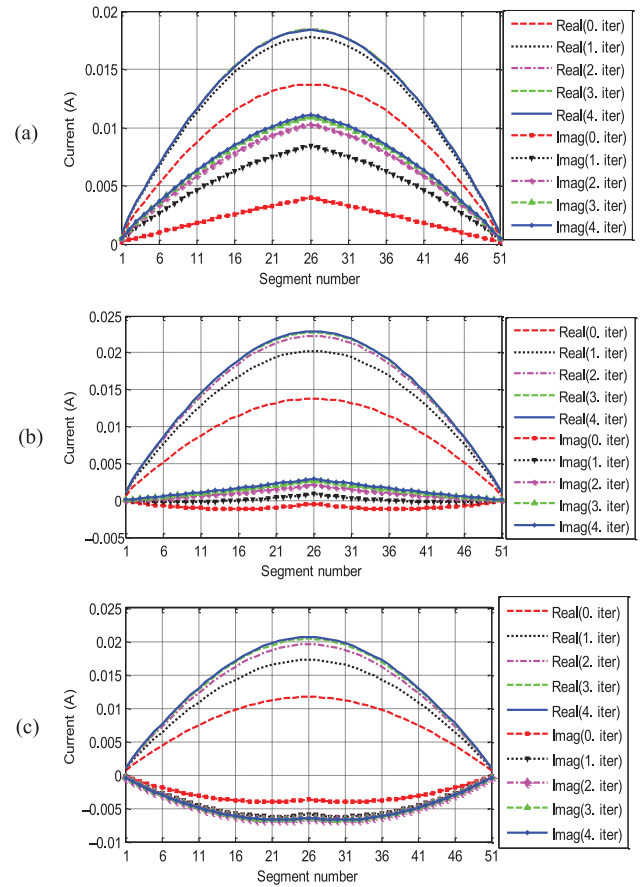 (a)
Current (A)
0.02
0.015
0.01
0.005
0
1 6 11 16 21 26 31 36 41 46 51
Segment number
Real(0. iter)
Real(1. iter)
Real(2. iter)
Real(3. iter)
Real(4. iter)
Imag(0. iter)
Imag(1. iter)
Imag(2. iter)
Imag(3. iter)
Imag(4. iter)
(b)
Current (A)
0.025
0.02
0.015
0.01
0.005
0
−0.005
1 6 11 16 21 26 31 36 41 46 51
Segment number
Real(0. iter)
Real(1. iter)
Real(2. iter)
Real(3. iter)
Real(4. iter)
Imag(0. iter)
Imag(1. iter)
Imag(2. iter)
Imag(3. iter)
Imag(4. iter)
(c)
Current (A)
0.025
0.02
0.015
0.01
0.005
0
−0.005
−0.01
1 6 11 16 21 26 31 36 41 46 51
Segment number
Real(0. iter)
Real(1. iter)
Real(2. iter)
Real(3. iter)
Real(4. iter)
Imag(0. iter)
Imag(1. iter)
Imag(2. iter)
Imag(3. iter)
Imag(4. iter)